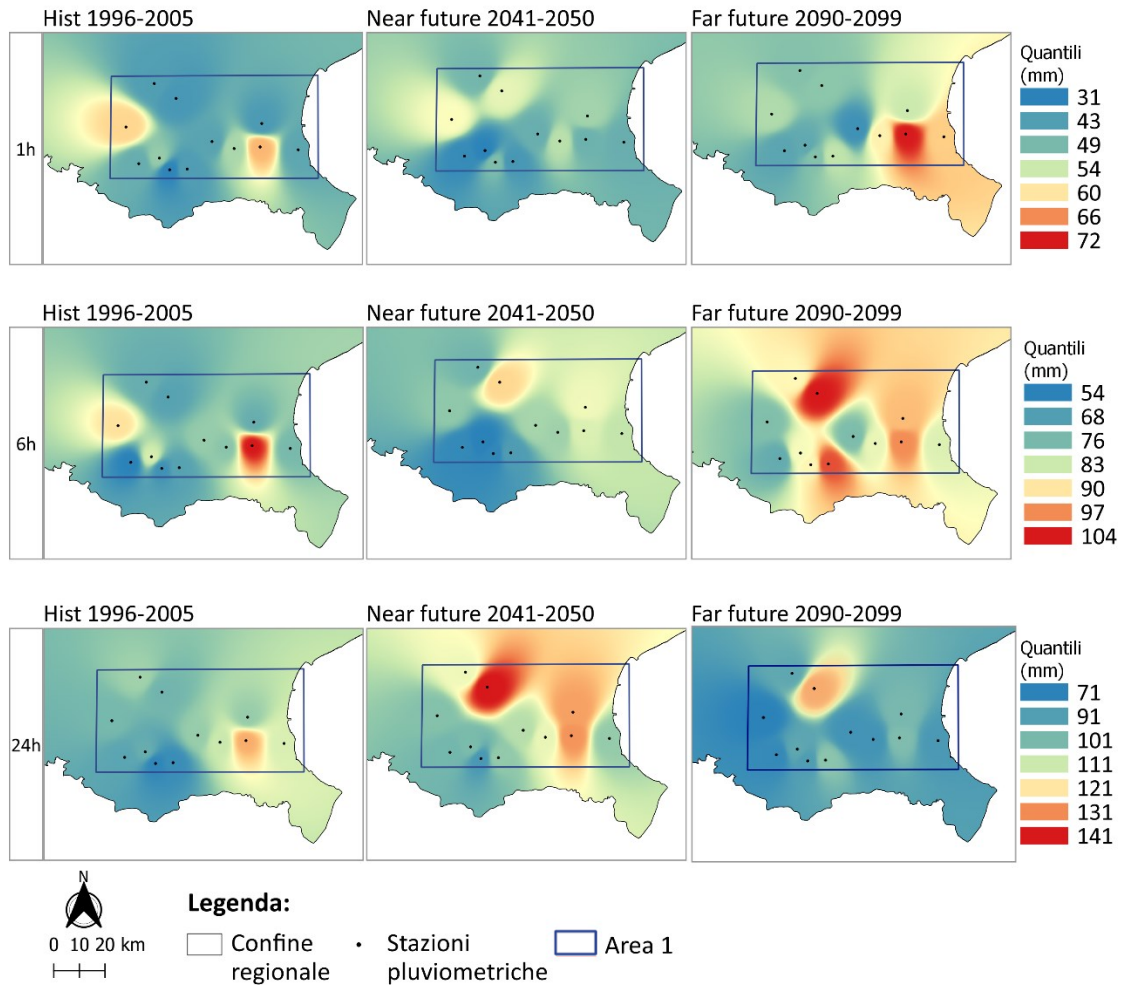 Hist 1996-2005
Near future 2041-2050
Far future 2090-2099
1h
Quantili
(mm)
31
43
49
54
60
66
72
Hist 1996-2005
Near future 2041-2050
Far future 2090-2099
6h
Quantili
(mm)
54
68
76
83
90
97
104
Hist 1996-2005
Near future 2041-2050
Far future 2090-2099
24h
Quantili
(mm)
71
91
101
111
121
131
141
N
0 10 20 km
Legenda:
Confine
regionale
Stazioni
pluviometriche
Area 1